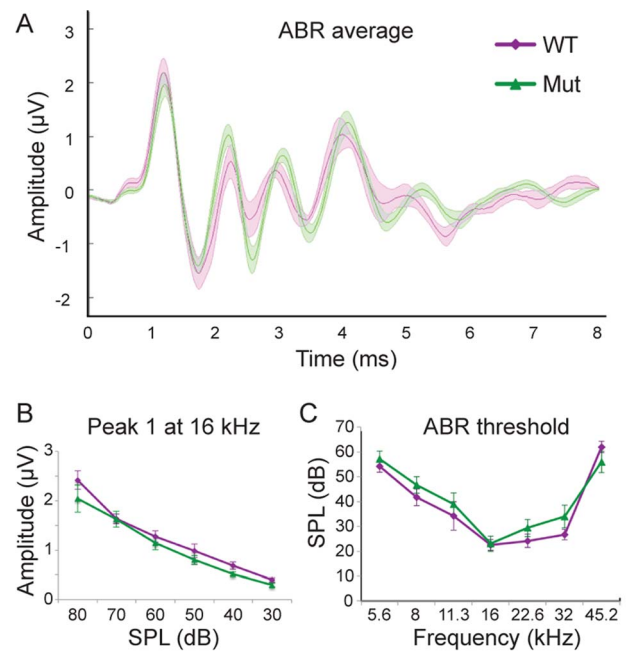 A
ABR average
WT
Mut
Amplitude (µV)
3
2
1
0
-1
-2
0 1 2 3 4 5 6 7 8
Time (ms)
B
Peak 1 at 16 kHz
Amplitude (µV)
3
2
1
0
80 70 60 50 40 30
SPL (dB)
C
ABR threshold
SPL (dB)
70
60
50
40
30
20
10
0
5.6 8 11.3 16 22.6 32 45.2
Frequency (kHz)